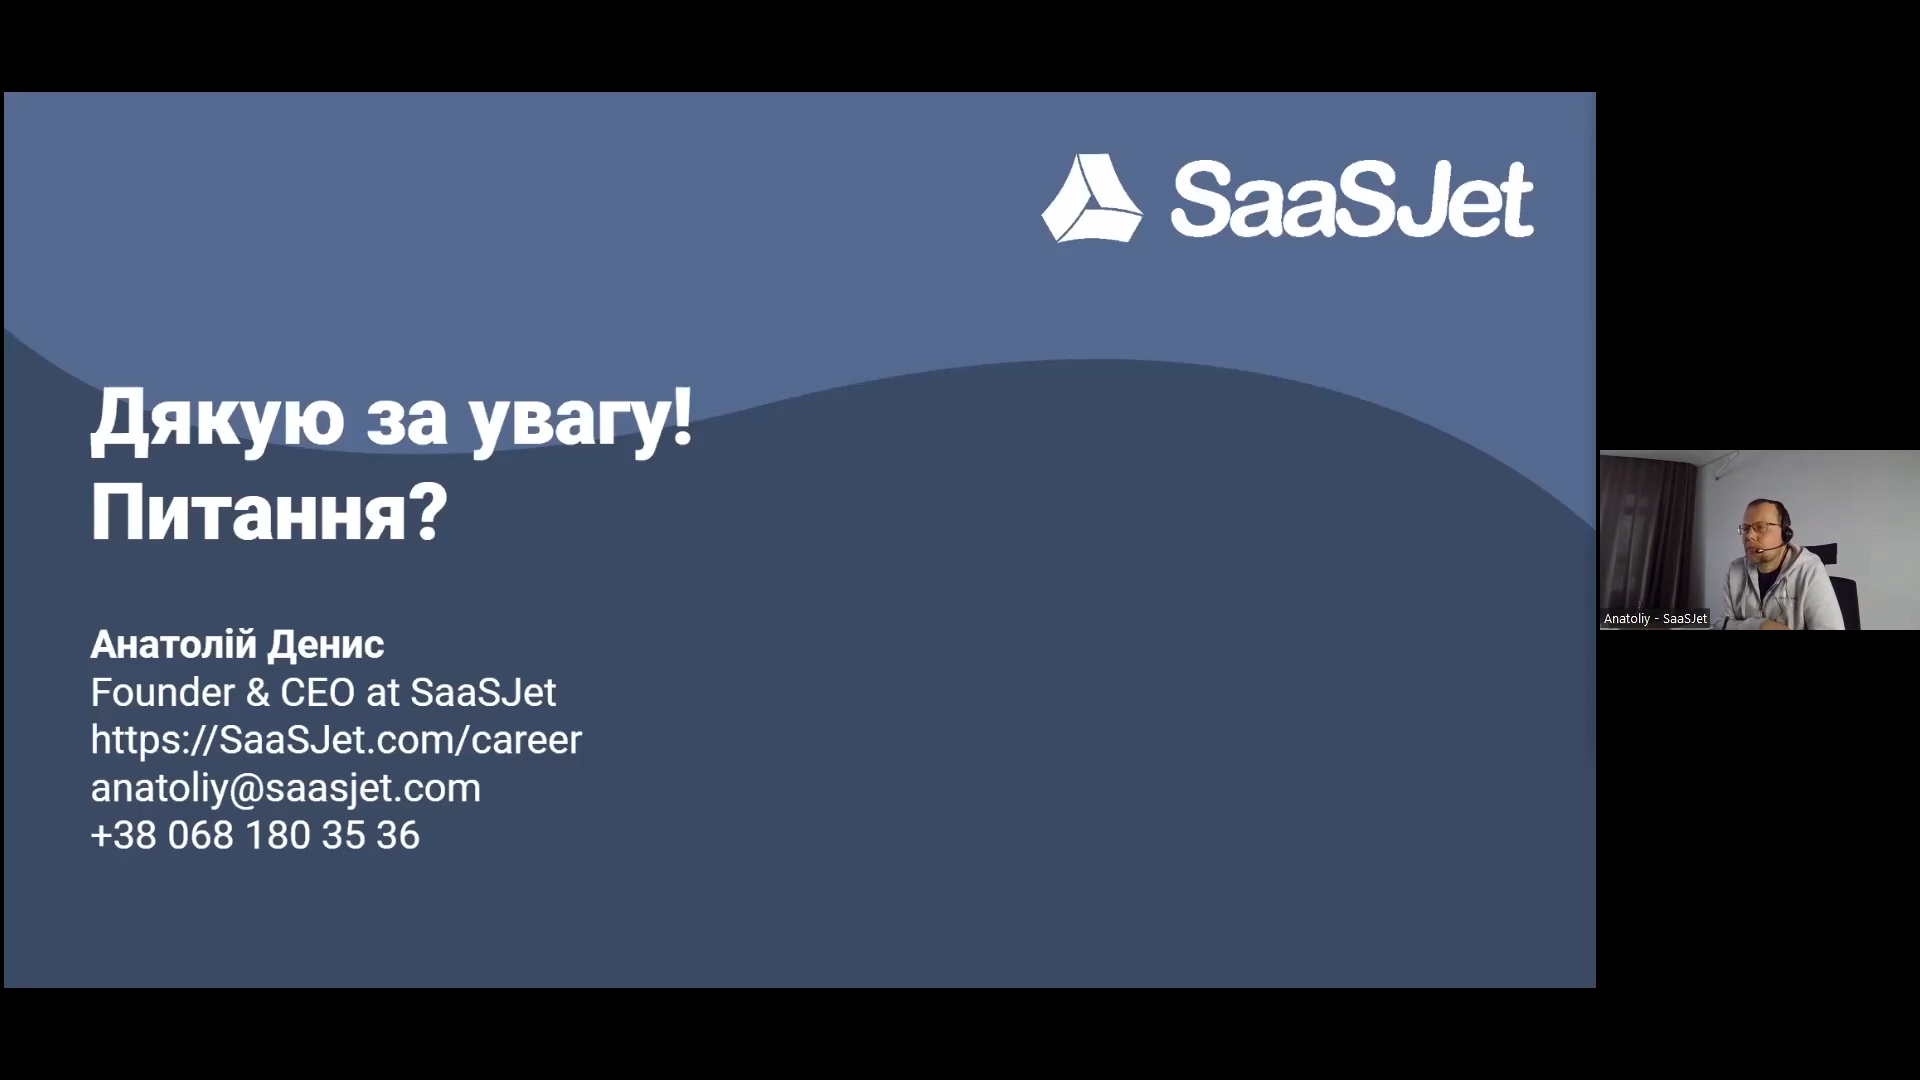 SaaSJet
Дякую за увагу!
Питання?
Анатолій Денис
Founder & CEO at SaaSJet
https://SaaSJet.com/career
anatoliy@saasjet.com
+38 068 180 35 36
Anatoliy - SaaSJet